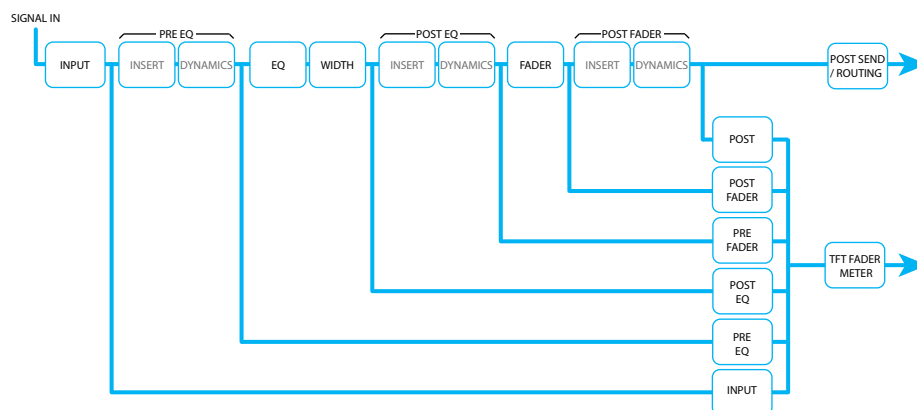 SIGNAL IN
PRE EQ
POST EQ
POST FADER
INPUT
INSERT
DYNAMICS
EQ
WIDTH
INSERT
DYNAMICS
FADER
INSERT
DYNAMICS
POST SEND
/ ROUTING
POST
POST
FADER
PRE
FADER
TFT FADER
METER
POST
EQ
PRE
EQ
INPUT